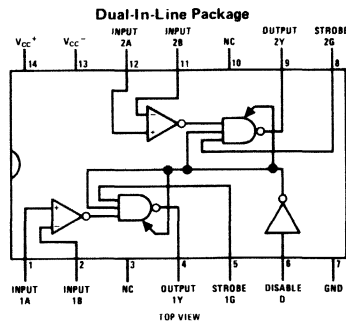 Dual-In-Line Package
VCC+ VCC− INPUT 2A INPUT 2B NC OUTPUT 2Y STROBE 2G
14 13 12 11 10 9 8
− +
+ −
1 2 3 4 5 6 7
INPUT 1A INPUT 1B NC OUTPUT 1Y STROBE 1G DISABLE D GND
TOP VIEW